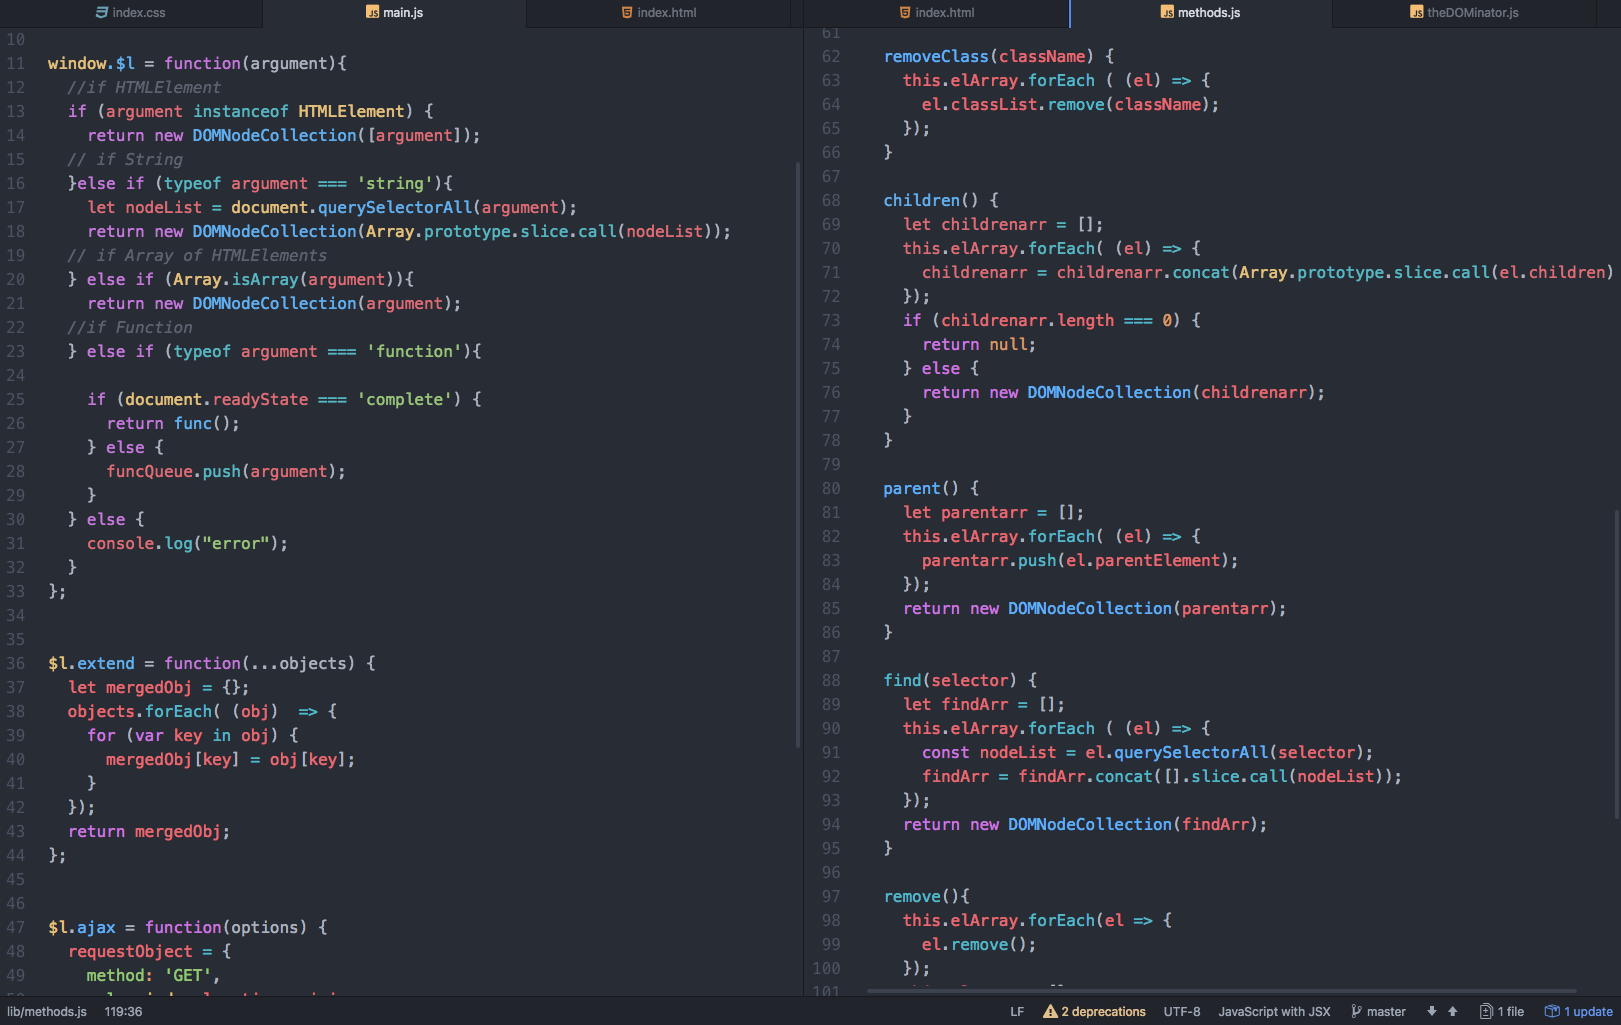 index.css
main.js
index.html
10
11 window.$l = function(argument){
12 //if HTMLElement
13 if (argument instanceof HTMLElement) {
14 return new DOMNodeCollection([argument]);
15 // if String
16 }else if (typeof argument === 'string'){
17 let nodeList = document.querySelectorAll(argument);
18 return new DOMNodeCollection(Array.prototype.slice.call(nodeList));
19 // if Array of HTMLElements
20 } else if (Array.isArray(argument)){
21 return new DOMNodeCollection(argument);
22 //if Function
23 } else if (typeof argument === 'function'){
24
25 if (document.readyState === 'complete') {
26 return func();
27 } else {
28 funcQueue.push(argument);
29 }
30 } else {
31 console.log("error");
32 }
33 };
34
35
36 $l.extend = function(...objects) {
37 let mergedObj = {};
38 objects.forEach( (obj)  => {
39 for (var key in obj) {
40 mergedObj[key] = obj[key];
41 }
42 });
43 return mergedObj;
44 };
45
46
47 $l.ajax = function(options) {
48 requestObject = {
49 method: 'GET',
index.html
methods.js
theDOMinator.js
61
62 removeClass(className) {
63 this.elArray.forEach ( (el) => {
64 el.classList.remove(className);
65 });
66 }
67
68 children() {
69 let childrenarr = [];
70 this.elArray.forEach( (el) => {
71 childrenarr = childrenarr.concat(Array.prototype.slice.call(el.children)
72 });
73 if (childrenarr.length === 0) {
74 return null;
75 } else {
76 return new DOMNodeCollection(childrenarr);
77 }
78 }
79
80 parent() {
81 let parentarr = [];
82 this.elArray.forEach( (el) => {
83 parentarr.push(el.parentElement);
84 });
85 return new DOMNodeCollection(parentarr);
86 }
87
88 find(selector) {
89 let findArr = [];
90 this.elArray.forEach ( (el) => {
91 const nodeList = el.querySelectorAll(selector);
92 findArr = findArr.concat([].slice.call(nodeList));
93 });
94 return new DOMNodeCollection(findArr);
95 }
96
97 remove(){
98 this.elArray.forEach(el => {
99 el.remove();
100 });
101
lib/methods.js 119:36
LF 2 deprecations UTF-8 JavaScript with JSX master 1 file 1 update